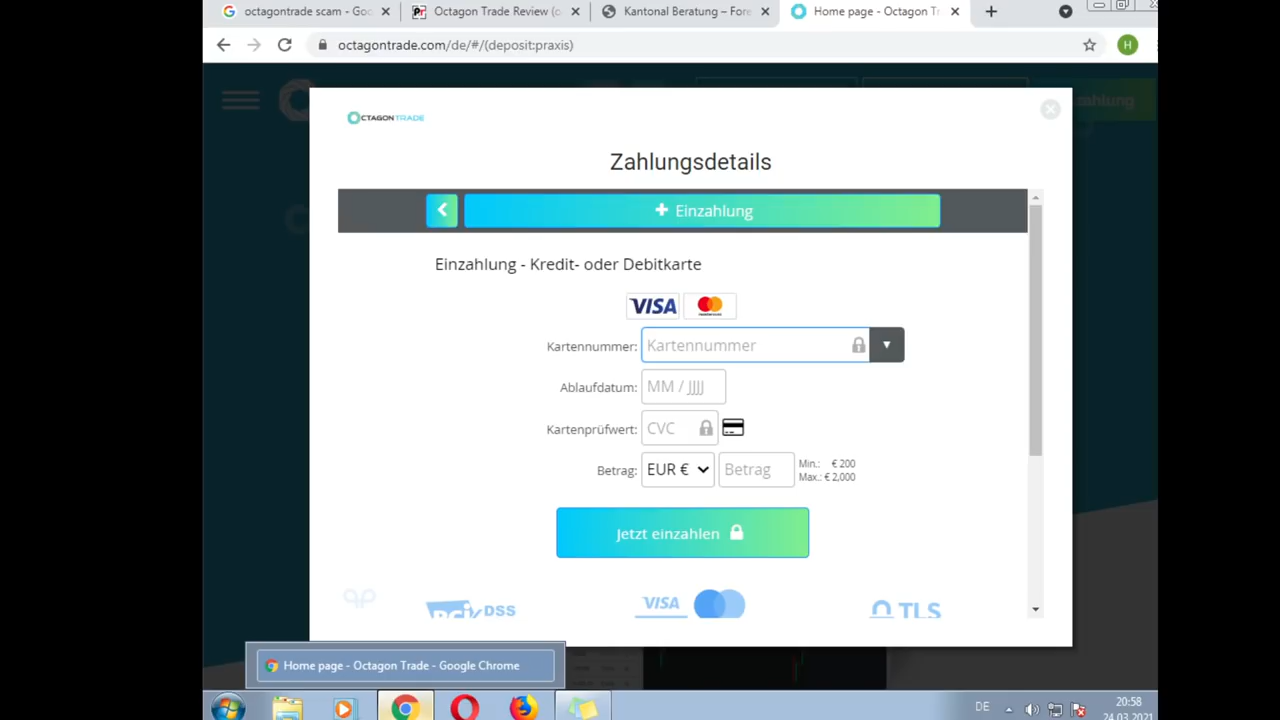 octagontrade scam - Goo
Octagon Trade Review (o
Kantonal Beratung – Fore
Home page - Octagon Tr
octagontrade.com/de/#/(deposit:praxis)
H
zahlung
OCTAGON TRADE
Zahlungsdetails
Einzahlung
Einzahlung - Kredit- oder Debitkarte
VISA
Kartennummer: Kartennummer
Ablaufdatum: MM / JJJJ
Kartenprüfwert: CVC
Betrag: EUR € Betrag Min.: € 200
Max.: € 2,000
Jetzt einzahlen
PCI DSS VISA TLS
Home page - Octagon Trade - Google Chrome
DE 20:58
24.03.2021